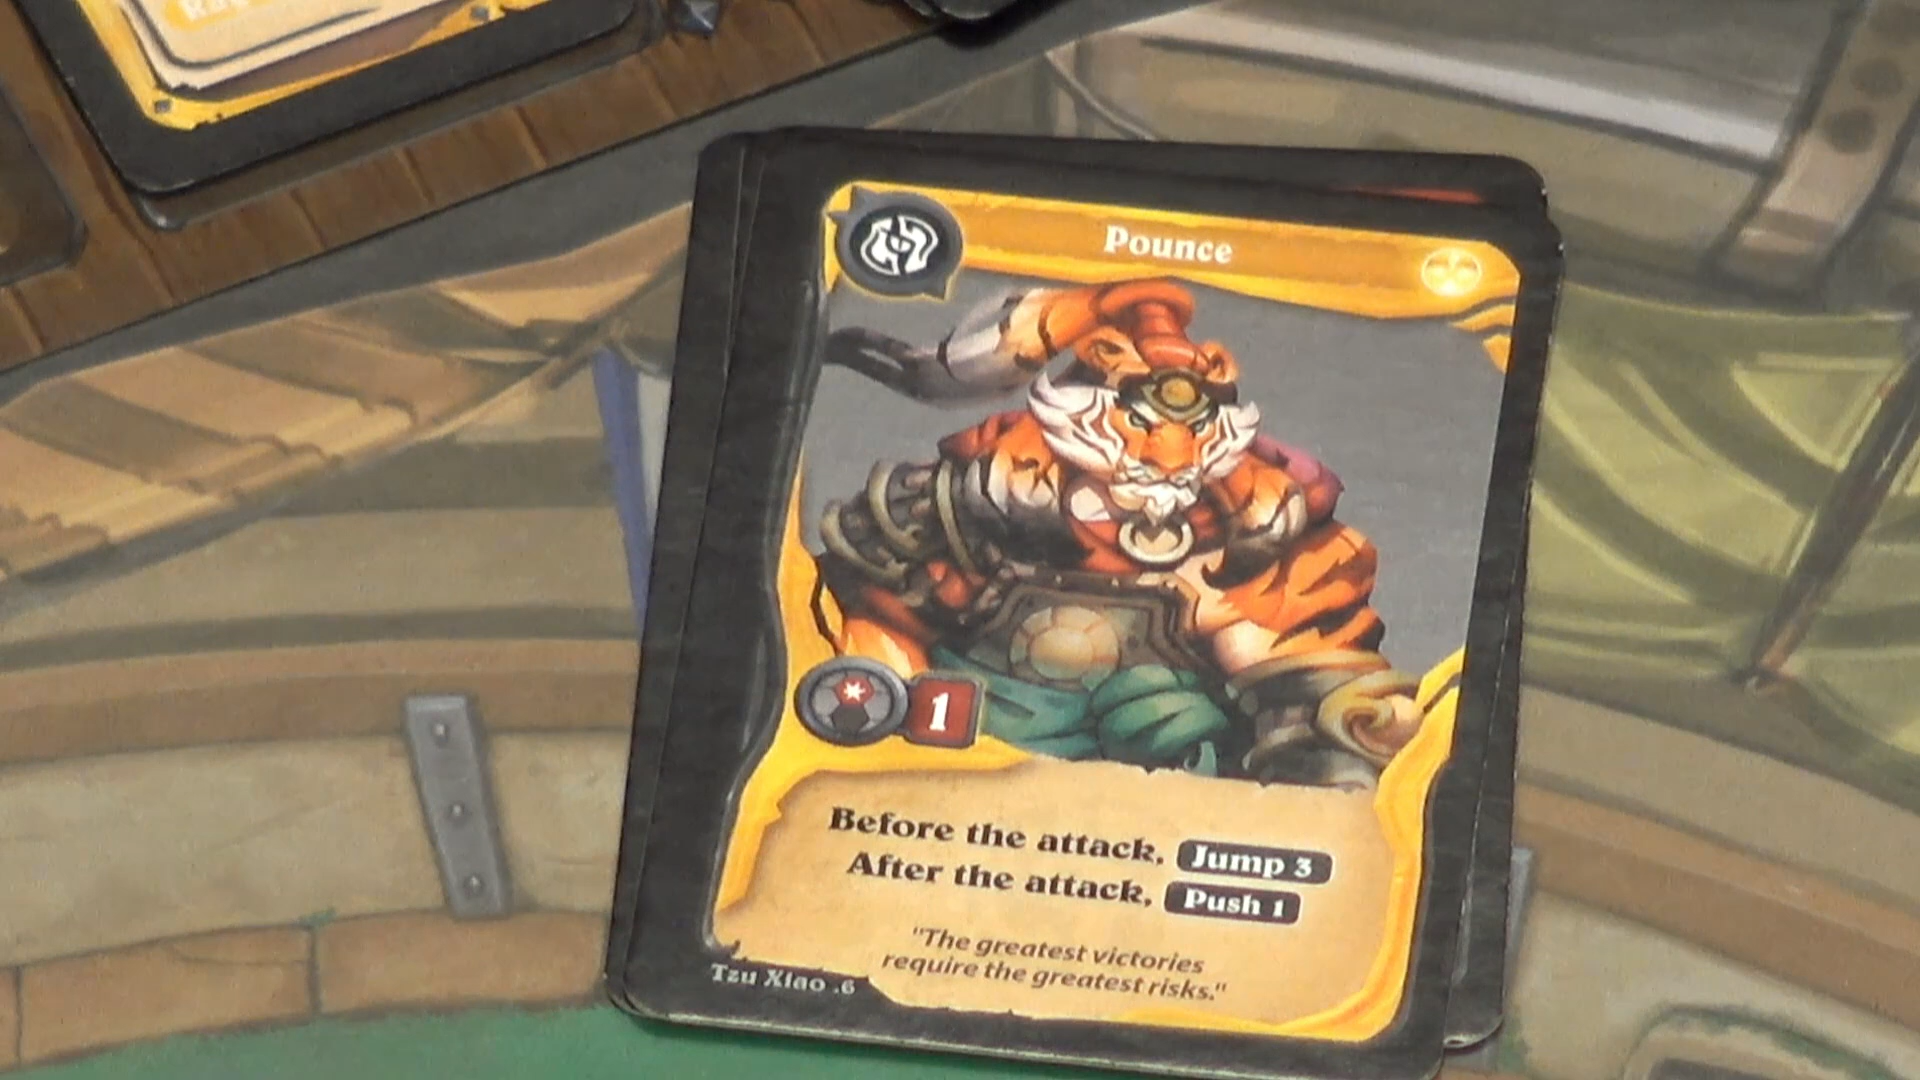 Pounce
1
Before the attack, Jump 3
After the attack, Push 1
"The greatest victories
require the greatest risks."
Tzu Xiao .6